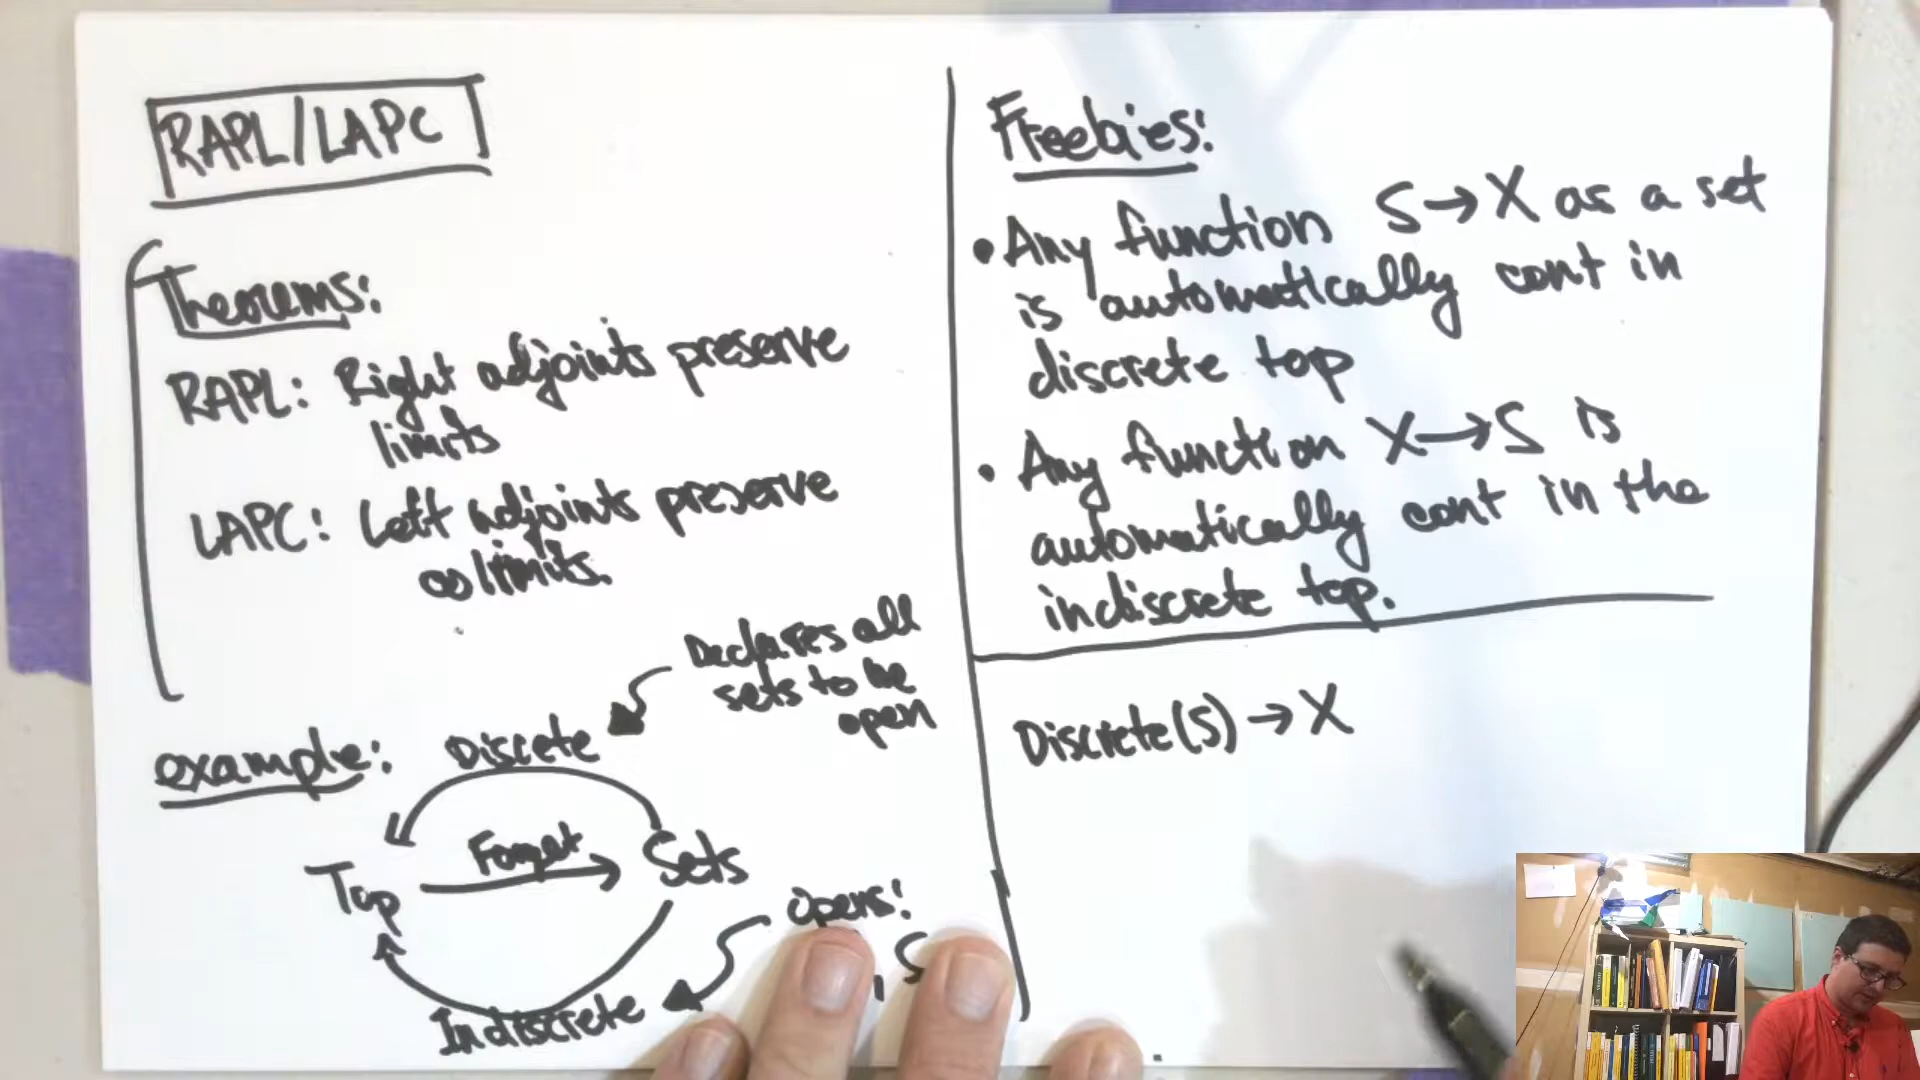 RAPL/LAPC
Theorems:
RAPL: Right adjoints preserve
limits
LAPC: Left adjoints preserve
colimits.
example:
Discete
Declares all
sets to be
open
Forget
Top
Sets
Indiscrete
opens:
, S
Freebies:
• Any function S→X as a set
is automatically cont in
discrete top
• Any function X→S is
automatically cont in the
indiscrete top.
Discrete(S)→X